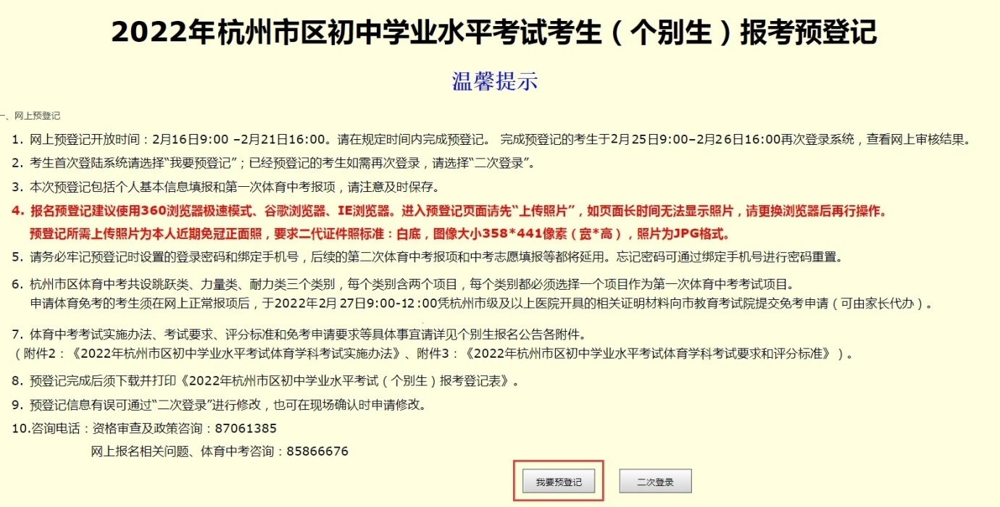 2022年杭州市区初中学业水平考试考生（个别生）报考预登记
温馨提示
一、网上预登记
1. 网上预登记开放时间：2月16日9:00 –2月21日16:00。请在规定时间内完成预登记。 完成预登记的考生于2月25日9:00–2月26日16:00再次登录系统，查看网上审核结果。
2. 考生首次登陆系统请选择“我要预登记”；已经预登记的考生如需再次登录，请选择“二次登录”。
3. 本次预登记包括个人基本信息填报和第一次体育中考报项，请注意及时保存。
4. 报名预登记建议使用360浏览器极速模式、谷歌浏览器、IE浏览器。进入预登记页面请先“上传照片”，如页面长时间无法显示照片，请更换浏览器后再行操作。
预登记所需上传照片为本人近期免冠正面照，要求二代证件照标准：白底，图像大小358*441像素（宽*高），照片为JPG格式。
5. 请务必牢记预登记时设置的登录密码和绑定手机号，后续的第二次体育中考报项和中考志愿填报等都将延用。忘记密码可通过绑定手机号进行密码重置。
6. 杭州市区体育中考共设跳跃类、力量类、耐力类三个类别，每个类别含两个项目，每个类别都必须选择一个项目作为第一次体育中考考试项目。
申请体育免考的考生须在网上正常报项后，于2022年2月27日9:00-12:00凭杭州市级及以上医院开具的相关证明材料向市教育考试院提交免考申请（可由家长代办）。
7. 体育中考考试实施办法、考试要求、评分标准和免考申请要求等具体事宜请详见个别生报名公告各附件。
（附件2：《2022年杭州市区初中学业水平考试体育学科考试实施办法》、附件3：《2022年杭州市区初中学业水平考试体育学科考试要求和评分标准》）。
8. 预登记完成后须下载并打印《2022年杭州市区初中学业水平考试（个别生）报考登记表》。
9. 预登记信息有误可通过“二次登录”进行修改，也可在现场确认时申请修改。
10.咨询电话：资格审查及政策咨询：87061385
网上报名相关问题、体育中考咨询：85866676
我要预登记 二次登录